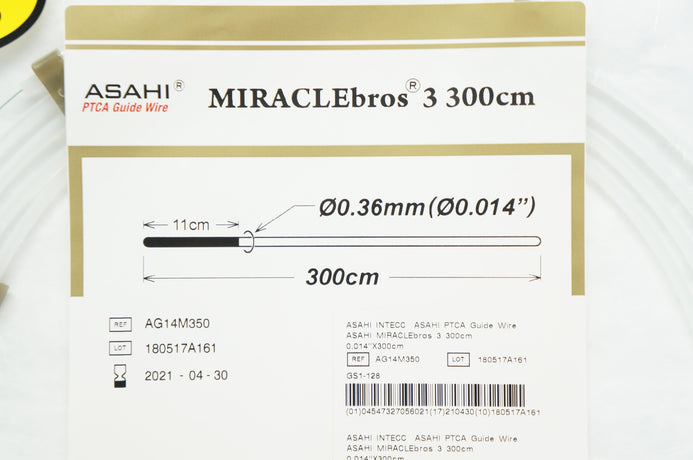 ASAHI®
PTCA Guide Wire
MIRACLEbros® 3 300cm
Ø0.36mm(Ø0.014”)
11cm
300cm
REF AG14M350
LOT 180517A161
2021 - 04 - 30
ASAHI INTECC ASAHI PTCA Guide Wire
ASAHI MIRACLEbros 3 300cm
0.014"X300cm
REF AG14M350 LOT 180517A161
GS1-128
(01)04547327056021(17)210430(10)180517A161
ASAHI INTECC ASAHI PTCA Guide Wire
ASAHI MIRACLEbros 3 300cm
0.014"X300cm